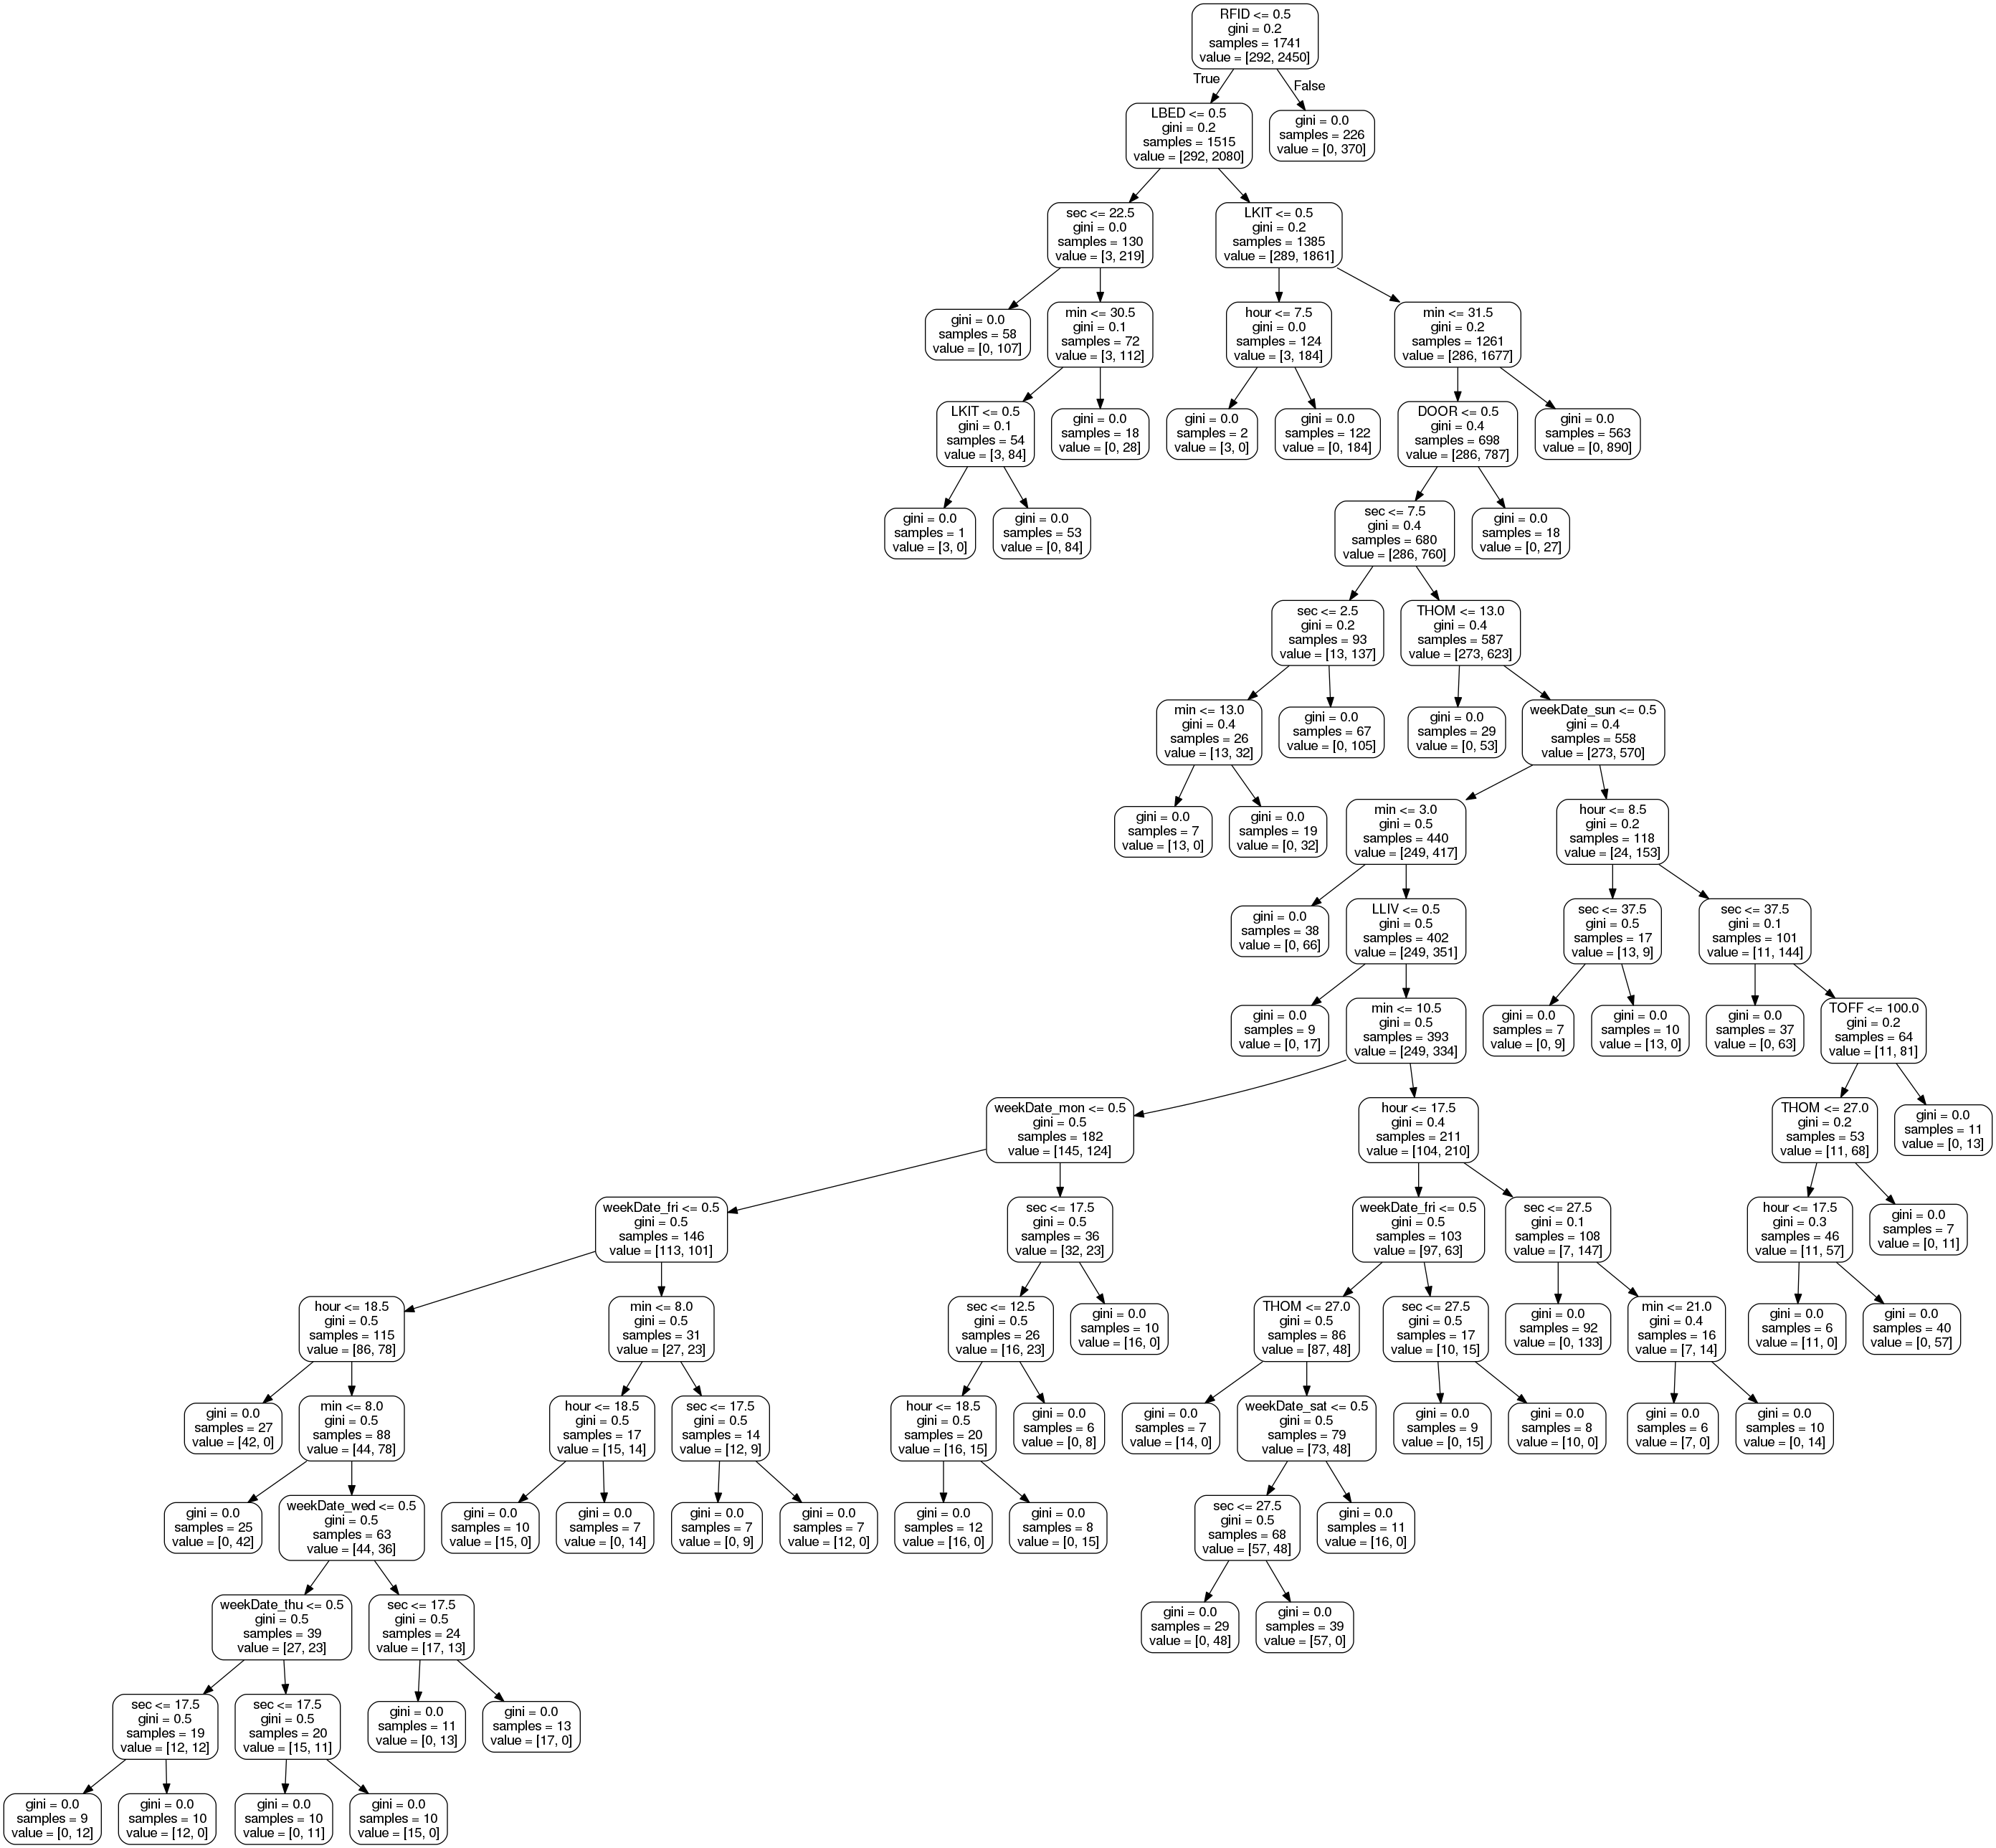 RFID <= 0.5
gini = 0.2
samples = 1741
value = [292, 2450]
True
False
LBED <= 0.5
gini = 0.2
samples = 1515
value = [292, 2080]
gini = 0.0
samples = 226
value = [0, 370]
sec <= 22.5
gini = 0.0
samples = 130
value = [3, 219]
LKIT <= 0.5
gini = 0.2
samples = 1385
value = [289, 1861]
gini = 0.0
samples = 58
value = [0, 107]
min <= 30.5
gini = 0.1
samples = 72
value = [3, 112]
hour <= 7.5
gini = 0.0
samples = 124
value = [3, 184]
min <= 31.5
gini = 0.2
samples = 1261
value = [286, 1677]
LKIT <= 0.5
gini = 0.1
samples = 54
value = [3, 84]
gini = 0.0
samples = 18
value = [0, 28]
gini = 0.0
samples = 2
value = [3, 0]
gini = 0.0
samples = 122
value = [0, 184]
DOOR <= 0.5
gini = 0.4
samples = 698
value = [286, 787]
gini = 0.0
samples = 563
value = [0, 890]
gini = 0.0
samples = 1
value = [3, 0]
gini = 0.0
samples = 53
value = [0, 84]
sec <= 7.5
gini = 0.4
samples = 680
value = [286, 760]
gini = 0.0
samples = 18
value = [0, 27]
sec <= 2.5
gini = 0.2
samples = 93
value = [13, 137]
THOM <= 13.0
gini = 0.4
samples = 587
value = [273, 623]
min <= 13.0
gini = 0.4
samples = 26
value = [13, 32]
gini = 0.0
samples = 67
value = [0, 105]
gini = 0.0
samples = 29
value = [0, 53]
weekDate_sun <= 0.5
gini = 0.4
samples = 558
value = [273, 570]
gini = 0.0
samples = 7
value = [13, 0]
gini = 0.0
samples = 19
value = [0, 32]
min <= 3.0
gini = 0.5
samples = 440
value = [249, 417]
hour <= 8.5
gini = 0.2
samples = 118
value = [24, 153]
gini = 0.0
samples = 38
value = [0, 66]
LLIV <= 0.5
gini = 0.5
samples = 402
value = [249, 351]
sec <= 37.5
gini = 0.5
samples = 17
value = [13, 9]
sec <= 37.5
gini = 0.1
samples = 101
value = [11, 144]
gini = 0.0
samples = 9
value = [0, 17]
min <= 10.5
gini = 0.5
samples = 393
value = [249, 334]
gini = 0.0
samples = 7
value = [0, 9]
gini = 0.0
samples = 10
value = [13, 0]
gini = 0.0
samples = 37
value = [0, 63]
TOFF <= 100.0
gini = 0.2
samples = 64
value = [11, 81]
weekDate_mon <= 0.5
gini = 0.5
samples = 182
value = [145, 124]
hour <= 17.5
gini = 0.4
samples = 211
value = [104, 210]
THOM <= 27.0
gini = 0.2
samples = 53
value = [11, 68]
gini = 0.0
samples = 11
value = [0, 13]
weekDate_fri <= 0.5
gini = 0.5
samples = 146
value = [113, 101]
sec <= 17.5
gini = 0.5
samples = 36
value = [32, 23]
weekDate_fri <= 0.5
gini = 0.5
samples = 103
value = [97, 63]
sec <= 27.5
gini = 0.1
samples = 108
value = [7, 147]
hour <= 17.5
gini = 0.3
samples = 46
value = [11, 57]
gini = 0.0
samples = 7
value = [0, 11]
hour <= 18.5
gini = 0.5
samples = 115
value = [86, 78]
min <= 8.0
gini = 0.5
samples = 31
value = [27, 23]
sec <= 12.5
gini = 0.5
samples = 26
value = [16, 23]
gini = 0.0
samples = 10
value = [16, 0]
THOM <= 27.0
gini = 0.5
samples = 86
value = [87, 48]
sec <= 27.5
gini = 0.5
samples = 17
value = [10, 15]
gini = 0.0
samples = 92
value = [0, 133]
min <= 21.0
gini = 0.4
samples = 16
value = [7, 14]
gini = 0.0
samples = 6
value = [11, 0]
gini = 0.0
samples = 40
value = [0, 57]
gini = 0.0
samples = 27
value = [42, 0]
min <= 8.0
gini = 0.5
samples = 88
value = [44, 78]
hour <= 18.5
gini = 0.5
samples = 17
value = [15, 14]
sec <= 17.5
gini = 0.5
samples = 14
value = [12, 9]
hour <= 18.5
gini = 0.5
samples = 20
value = [16, 15]
gini = 0.0
samples = 6
value = [0, 8]
gini = 0.0
samples = 7
value = [14, 0]
weekDate_sat <= 0.5
gini = 0.5
samples = 79
value = [73, 48]
gini = 0.0
samples = 9
value = [0, 15]
gini = 0.0
samples = 8
value = [10, 0]
gini = 0.0
samples = 6
value = [7, 0]
gini = 0.0
samples = 10
value = [0, 14]
gini = 0.0
samples = 25
value = [0, 42]
weekDate_wed <= 0.5
gini = 0.5
samples = 63
value = [44, 36]
gini = 0.0
samples = 10
value = [15, 0]
gini = 0.0
samples = 7
value = [0, 14]
gini = 0.0
samples = 7
value = [0, 9]
gini = 0.0
samples = 7
value = [12, 0]
gini = 0.0
samples = 12
value = [16, 0]
gini = 0.0
samples = 8
value = [0, 15]
sec <= 27.5
gini = 0.5
samples = 68
value = [57, 48]
gini = 0.0
samples = 11
value = [16, 0]
weekDate_thu <= 0.5
gini = 0.5
samples = 39
value = [27, 23]
sec <= 17.5
gini = 0.5
samples = 24
value = [17, 13]
gini = 0.0
samples = 29
value = [0, 48]
gini = 0.0
samples = 39
value = [57, 0]
sec <= 17.5
gini = 0.5
samples = 19
value = [12, 12]
sec <= 17.5
gini = 0.5
samples = 20
value = [15, 11]
gini = 0.0
samples = 11
value = [0, 13]
gini = 0.0
samples = 13
value = [17, 0]
gini = 0.0
samples = 9
value = [0, 12]
gini = 0.0
samples = 10
value = [12, 0]
gini = 0.0
samples = 10
value = [0, 11]
gini = 0.0
samples = 10
value = [15, 0]